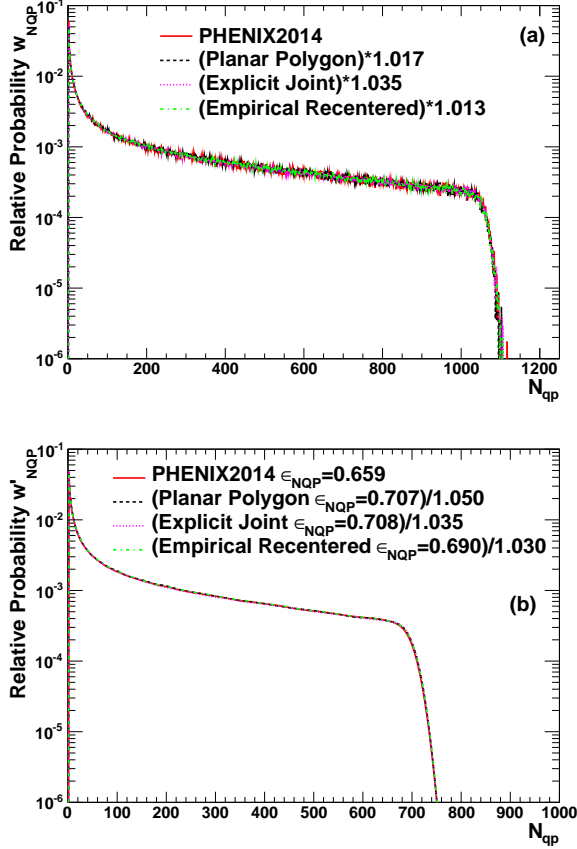 (a)
PHENIX2014
(Planar Polygon)*1.017
(Explicit Joint)*1.035
(Empirical Recentered)*1.013
Relative Probability w_NQP
10^-1
10^-2
10^-3
10^-4
10^-5
10^-6
0 200 400 600 800 1000 1200
N_qp
PHENIX2014 ∈_NQP=0.659
(Planar Polygon ∈_NQP=0.707)/1.050
(Explicit Joint ∈_NQP=0.708)/1.035
(Empirical Recentered ∈_NQP=0.690)/1.030
(b)
Relative Probability w'_NQP
10^-1
10^-2
10^-3
10^-4
10^-5
10^-6
0 100 200 300 400 500 600 700 800 900 1000
N_qp